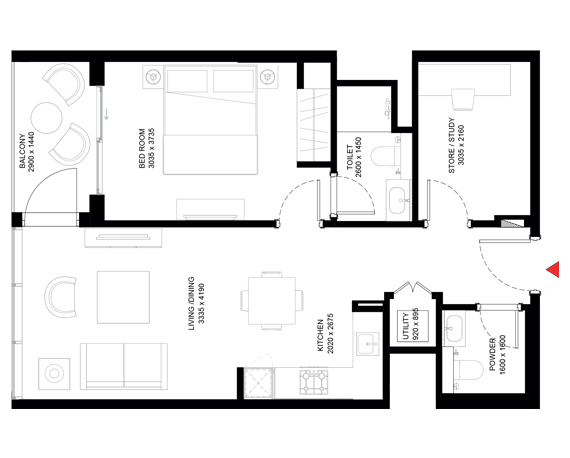 BALCONY
2900 x 1440
BED ROOM
3035 x 3735
TOILET
2600 x 1450
STORE / STUDY
3035 x 2160
LIVING /DINING
3335 x 4190
KITCHEN
2020 x 2675
UTILITY
920 x 895
POWDER
1600 x 1600